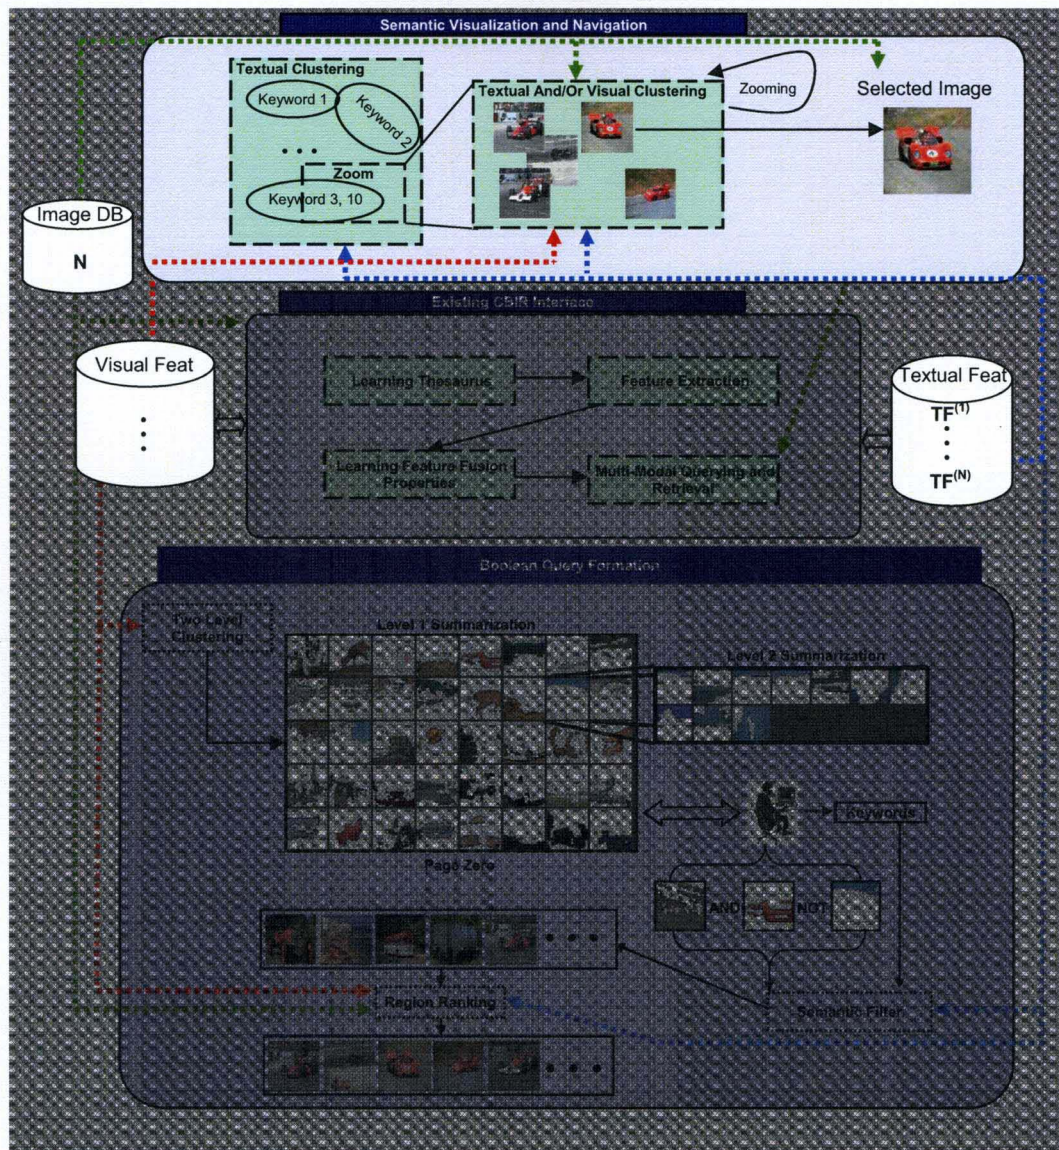 Semantic Visualization and Navigation
Textual Clustering
Keyword 1
Keyword 2
. . .
Zoom
Keyword 3, 10
Textual And/Or Visual Clustering
Zooming
Selected Image
Image DB
N
Existing CBIR Interface
Visual Feat
Learning Thesaurus
Feature Extraction
Learning Feature Fusion
Properties
Multi-Modal Querying and
Retrieval
Textual Feat
TF(1)
TF(N)
Boolean Query Formation
Two Level
Clustering
Level 1 Summarization
Level 2 Summarization
Page Zero
Keywords
AND
NOT
Region Ranking
Semantic Filter